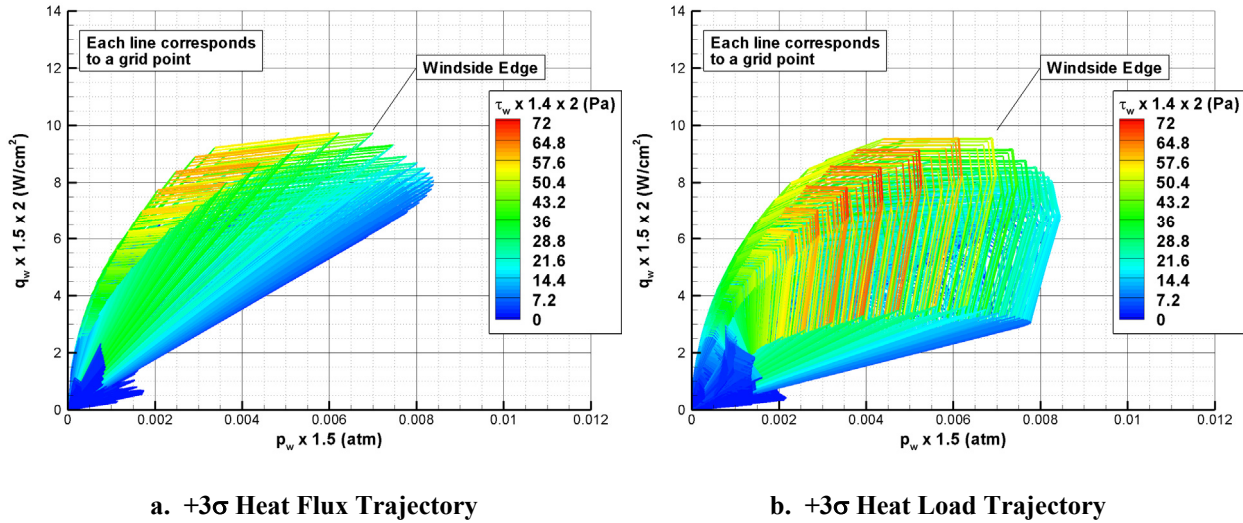 Each line corresponds
to a grid point
Windside Edge
τw x 1.4 x 2 (Pa)
72
64.8
57.6
50.4
43.2
36
28.8
21.6
14.4
7.2
0
14
12
10
8
6
4
2
0
qw x 1.5 x 2 (W/cm²)
0 0.002 0.004 0.006 0.008 0.01 0.012
pw x 1.5 (atm)
a. +3σ Heat Flux Trajectory
Each line corresponds
to a grid point
Windside Edge
τw x 1.4 x 2 (Pa)
72
64.8
57.6
50.4
43.2
36
28.8
21.6
14.4
7.2
0
14
12
10
8
6
4
2
0
qw x 1.5 x 2 (W/cm²)
0 0.002 0.004 0.006 0.008 0.01 0.012
pw x 1.5 (atm)
b. +3σ Heat Load Trajectory